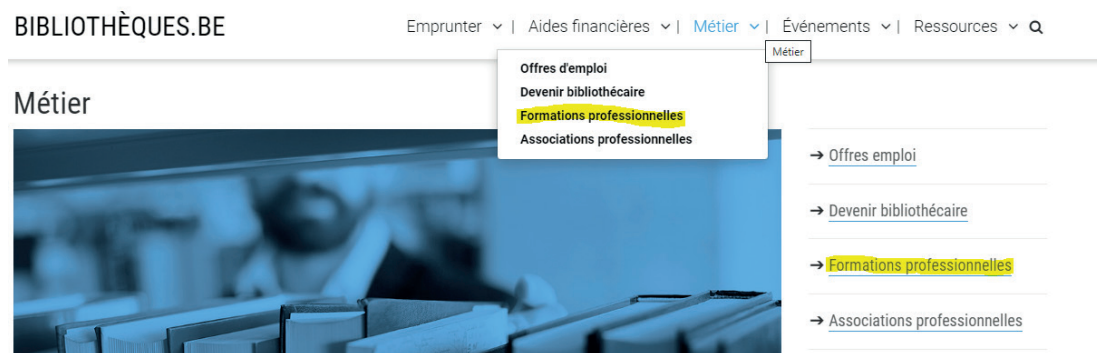 BIBLIOTHÈQUES.BE
Emprunter | Aides financières | Métier | Événements | Ressources
Métier
Offres d'emploi
Devenir bibliothécaire
Formations professionnelles
Associations professionnelles
Métier
→ Offres emploi
→ Devenir bibliothécaire
→ Formations professionnelles
→ Associations professionnelles